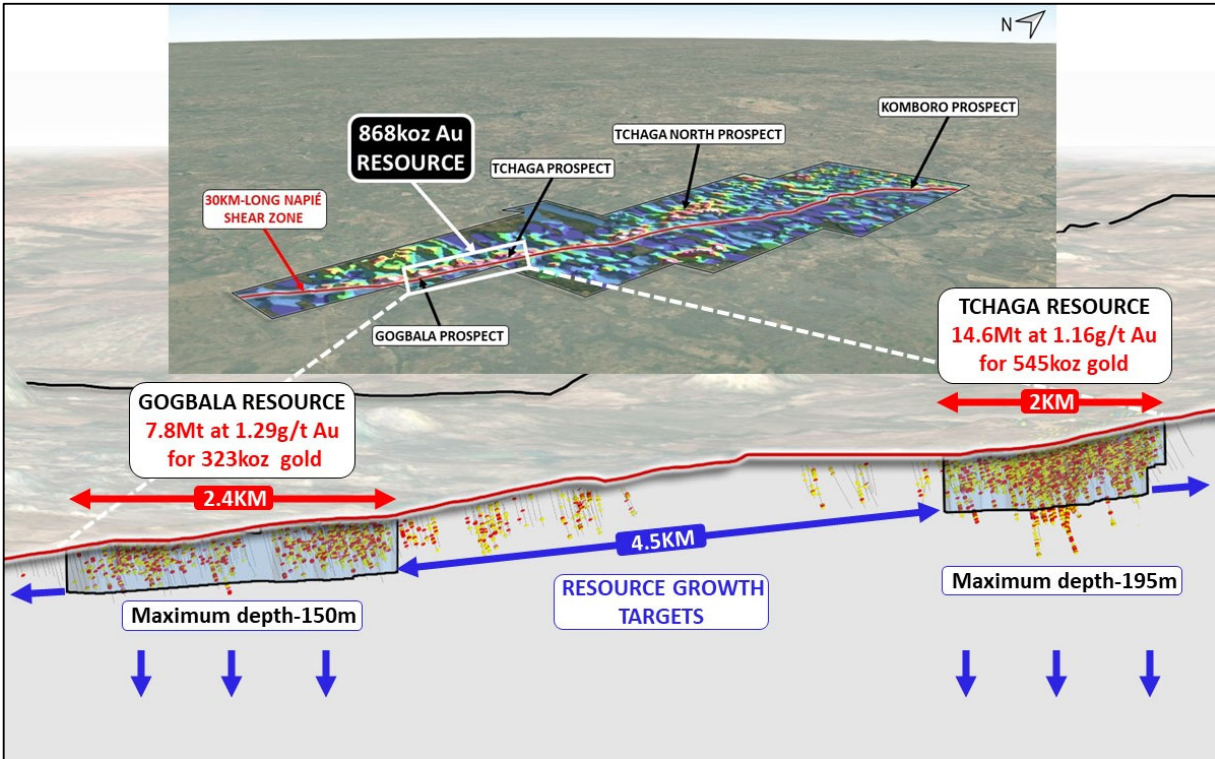 N
KOMBORO PROSPECT
868koz Au
RESOURCE
TCHAGA NORTH PROSPECT
TCHAGA PROSPECT
30KM-LONG NAPIÉ
SHEAR ZONE
GOGBALA PROSPECT
TCHAGA RESOURCE
14.6Mt at 1.16g/t Au
for 545koz gold
2KM
GOGBALA RESOURCE
7.8Mt at 1.29g/t Au
for 323koz gold
2.4KM
4.5KM
RESOURCE GROWTH
TARGETS
Maximum depth-195m
Maximum depth-150m